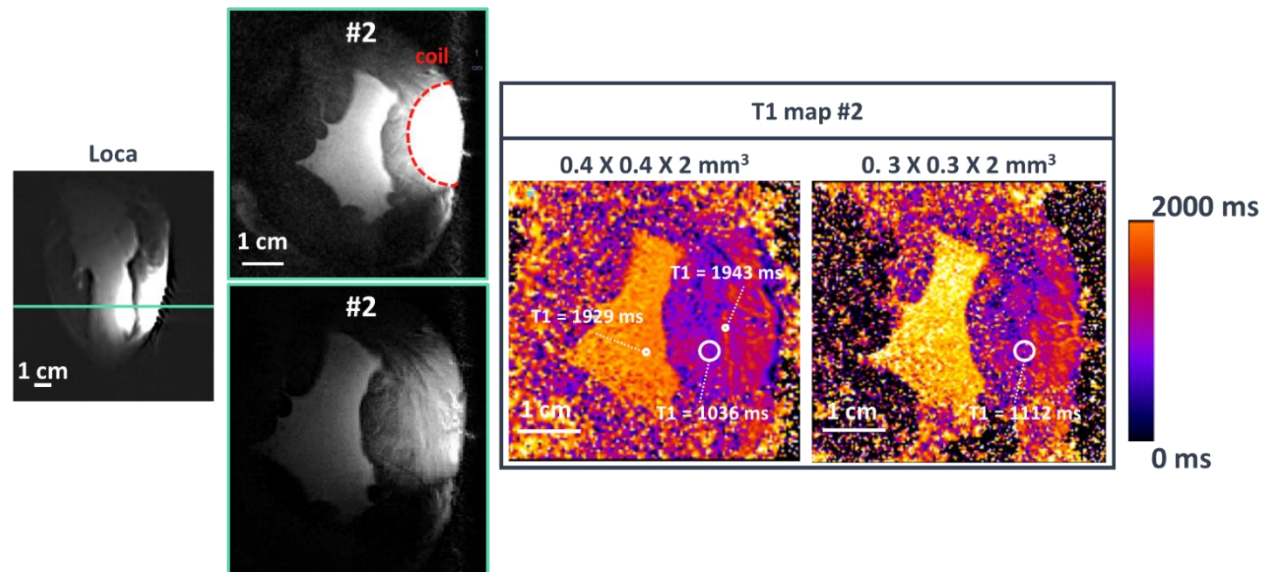 Loca
1 cm
#2
coil
1 cm
#2
T1 map #2
0.4 X 0.4 X 2 mm³
0. 3 X 0.3 X 2 mm³
T1 = 1943 ms
T1 = 1929 ms
T1 = 1036 ms
1 cm
T1 = 1112 ms
1 cm
2000 ms
0 ms